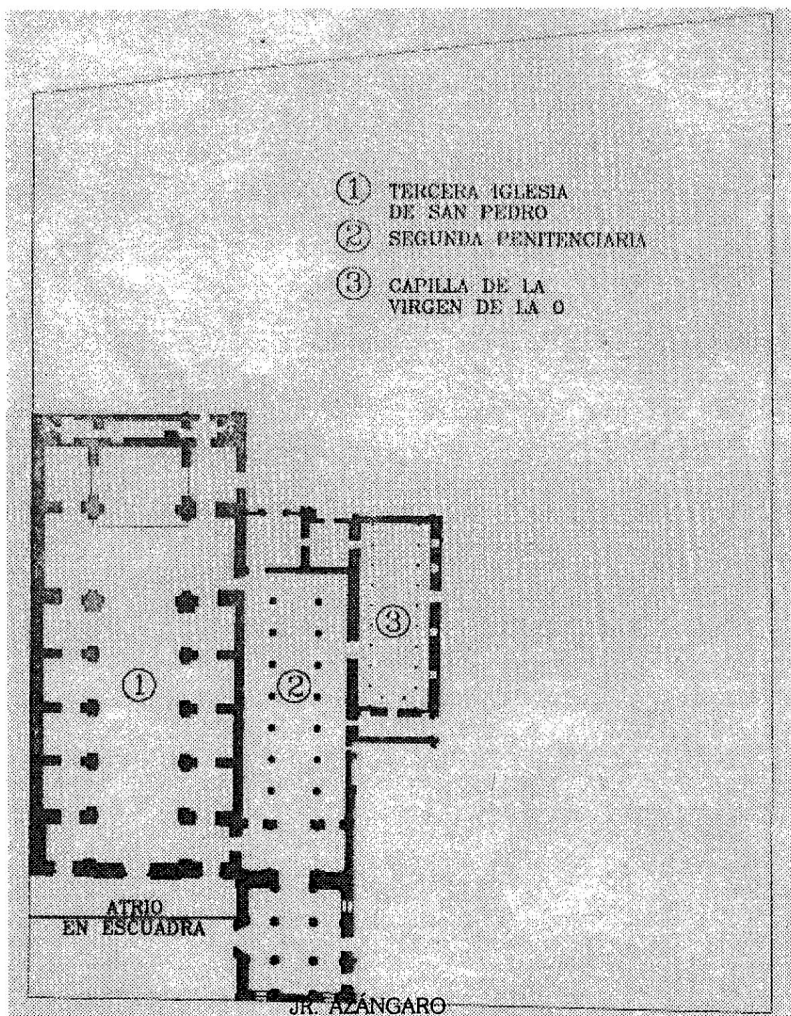 ① TERCERA IGLESIA
DE SAN PEDRO
② SEGUNDA PENITENCIARIA
③ CAPILLA DE LA
VIRGEN DE LA O
③
①
②
ATRIO
EN ESCUADRA
JR. AZÁNGARO